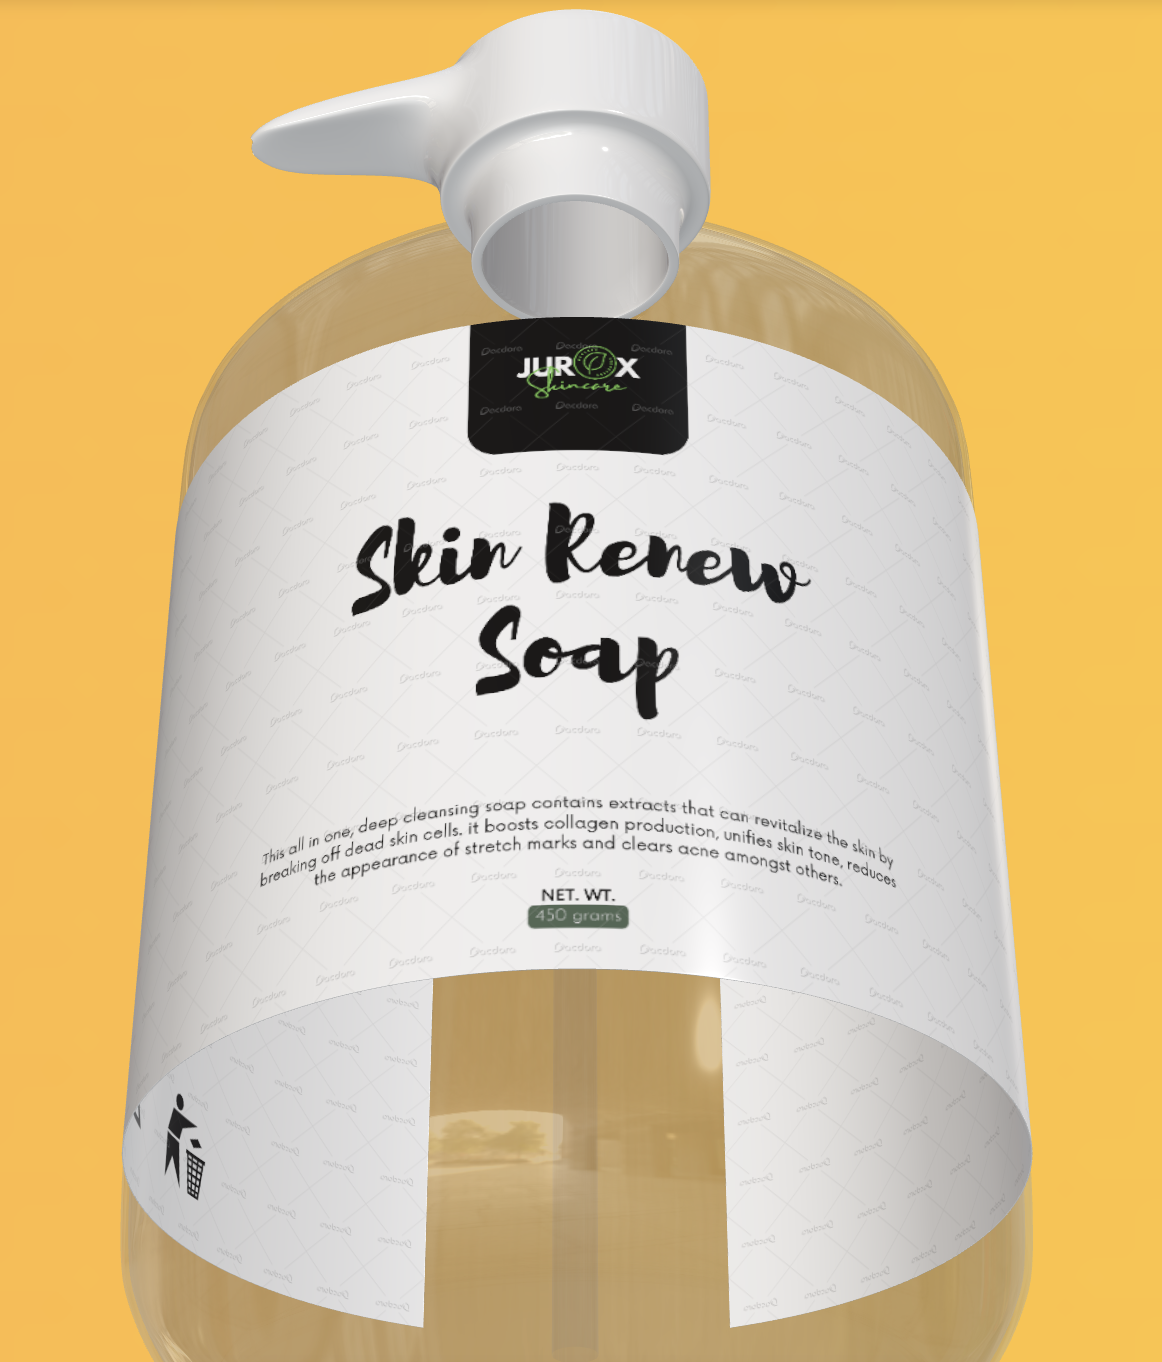 JUROX
Skincare
Skin Renew
Soap
This all in one, deep cleansing soap contains extracts that can revitalize the skin by
breaking off dead skin cells. it boosts collagen production, unifies skin tone, reduces
the appearance of stretch marks and clears acne amongst others.
NET. WT.
450 grams